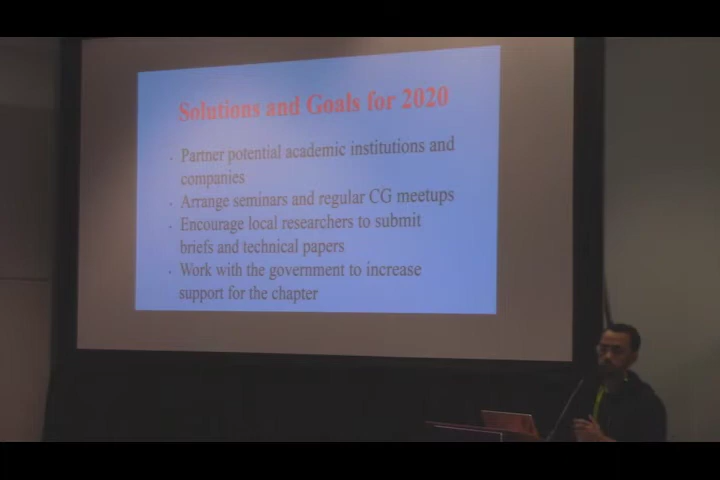 Solutions and Goals for 2020
· Partner potential academic institutions and
companies
· Arrange seminars and regular CG meetups
· Encourage local researchers to submit
briefs and technical papers
· Work with the government to increase
support for the chapter